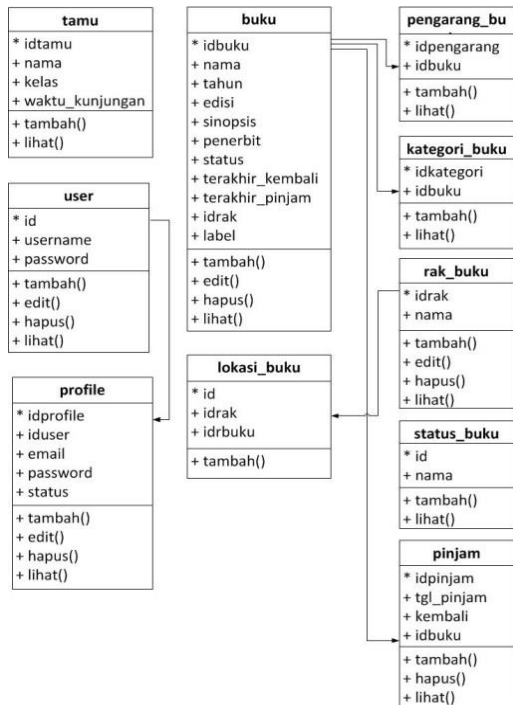 tamu
* idtamu
+ nama
+ kelas
+ waktu_kunjungan
+ tambah()
+ lihat()
user
* id
+ username
+ password
+ tambah()
+ edit()
+ hapus()
+ lihat()
profile
* idprofile
+ iduser
+ email
+ password
+ status
+ tambah()
+ edit()
+ hapus()
+ lihat()
buku
* idbuku
+ nama
+ tahun
+ edisi
+ sinopsis
+ penerbit
+ status
+ terakhir_kembali
+ terakhir_pinjam
+ idrak
+ label
+ tambah()
+ edit()
+ hapus()
+ lihat()
lokasi_buku
* id
+ idrak
+ idrbuku
+ tambah()
pengarang_bu
* idpengarang
+ idbuku
+ tambah()
+ lihat()
kategori_buku
* idkategori
+ idbuku
+ tambah()
+ lihat()
rak_buku
* idrak
+ nama
+ tambah()
+ edit()
+ hapus()
+ lihat()
status_buku
* id
+ nama
+ tambah()
+ lihat()
pinjam
* idpinjam
+ tgl_pinjam
+ kembali
+ idbuku
+ tambah()
+ hapus()
+ lihat()